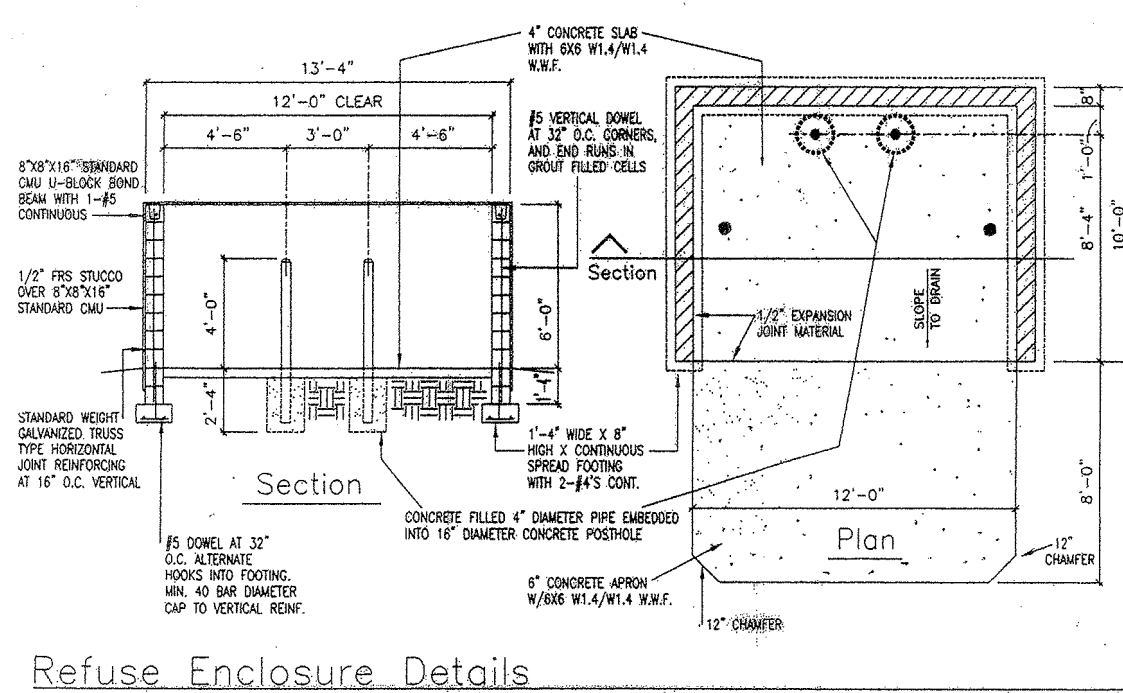 4" CONCRETE SLAB
WITH 6X6 W1.4/W1.4
W.W.F.
13'-4"
12'-0" CLEAR
4'-6"
3'-0"
4'-6"
#5 VERTICAL DOWEL
AT 32" O.C. CORNERS,
AND END RUNS IN
GROUT FILLED CELLS
8"X8"X16" STANDARD
CMU U-BLOCK BOND
BEAM WITH 1-#5
CONTINUOUS
1/2" FRS STUCCO
OVER 8"X8"X16"
STANDARD CMU
STANDARD WEIGHT
GALVANIZED TRUSS
TYPE HORIZONTAL
JOINT REINFORCING
AT 16" O.C. VERTICAL
4'-0"
2'-4"
6'-0"
1'-4"
Section
#5 DOWEL AT 32"
O.C. ALTERNATE
HOOKS INTO FOOTING.
MIN. 40 BAR DIAMETER
CAP TO VERTICAL REINF.
1'-4" WIDE X 8"
HIGH X CONTINUOUS
SPREAD FOOTING
WITH 2-#4'S CONT.
CONCRETE FILLED 4" DIAMETER PIPE EMBEDDED
INTO 16" DIAMETER CONCRETE POSTHOLE
6" CONCRETE APRON
W/6X6 W1.4/W1.4 W.W.F.
Section
1/2" EXPANSION
JOINT MATERIAL
SLOPE
TO DRAIN
8"
1'-0"
8'-4"
10'-0"
8'-0"
12'-0"
Plan
12"
CHAMFER
12" CHAMFER
Refuse Enclosure Details